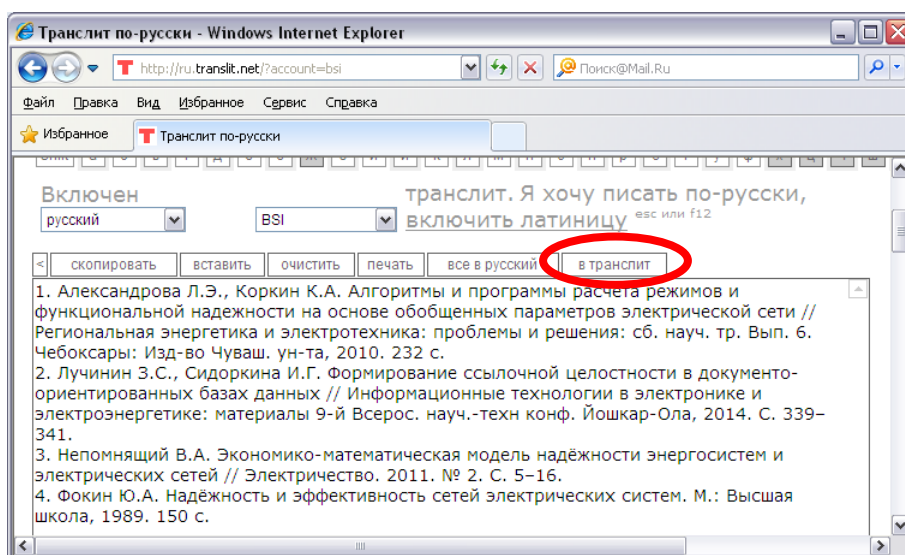 Транслит по-русски - Windows Internet Explorer
http://ru.translit.net/?account=bsi
Поиск@Mail.Ru
Файл Правка Вид Избранное Сервис Справка
Избранное
Транслит по-русски
Включен
транслит. Я хочу писать по-русски,
русский
BSI
включить латиницу esc или f12
< скопировать вставить очистить печать все в русский в транслит
1. Александрова Л.Э., Коркин К.А. Алгоритмы и программы расчета режимов и
функциональной надежности на основе обобщенных параметров электрической сети //
Региональная энергетика и электротехника: проблемы и решения: сб. науч. тр. Вып. 6.
Чебоксары: Изд-во Чуваш. ун-та, 2010. 232 с.
2. Лучинин З.С., Сидоркина И.Г. Формирование ссылочной целостности в документо-
ориентированных базах данных // Информационные технологии в электронике и
электроэнергетике: материалы 9-й Всерос. науч.-техн конф. Йошкар-Ола, 2014. С. 339–
341.
3. Непомнящий В.А. Экономико-математическая модель надёжности энергосистем и
электрических сетей // Электричество. 2011. № 2. С. 5–16.
4. Фокин Ю.А. Надёжность и эффективность сетей электрических систем. М.: Высшая
школа, 1989. 150 с.